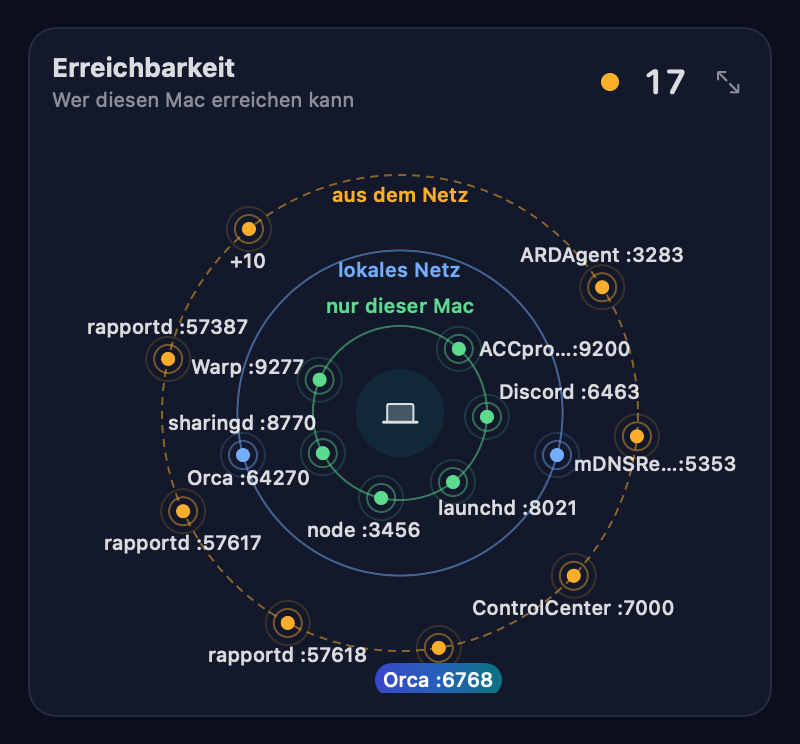 Erreichbarkeit
Wer diesen Mac erreichen kann
17
aus dem Netz
+10
ARDAgent :3283
lokales Netz
nur dieser Mac
rapportd :57387
ACCpro...:9200
Warp :9277
Discord :6463
sharingd :8770
mDNSRe...:5353
Orca :64270
launchd :8021
node :3456
rapportd :57617
ControlCenter :7000
rapportd :57618
Orca :6768